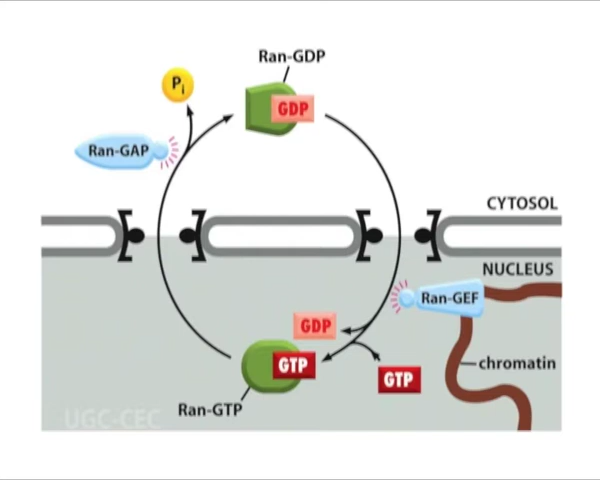 Ran-GDP
Pi
GDP
Ran-GAP
CYTOSOL
NUCLEUS
Ran-GEF
GDP
GTP
GTP
chromatin
Ran-GTP
UGC-CEC